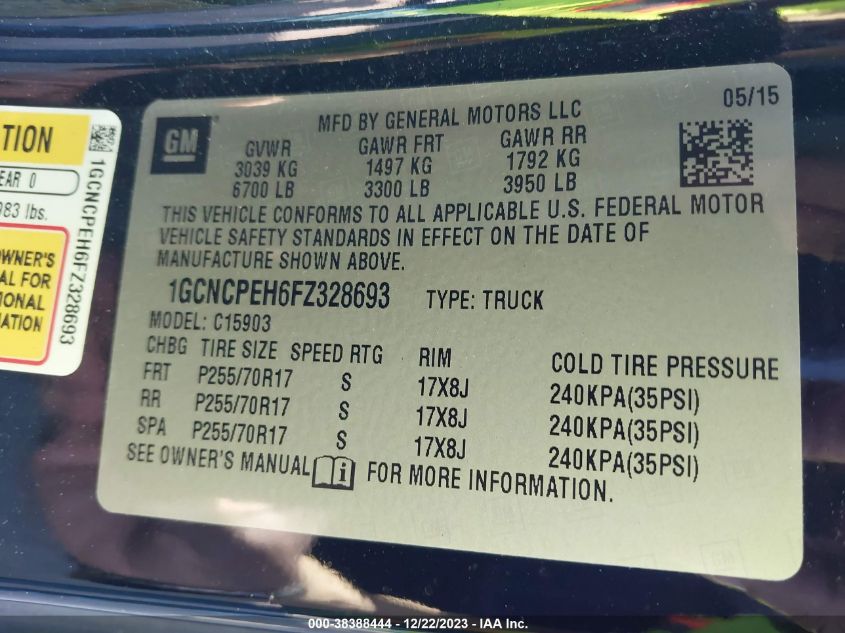 TION
EAR 0
983 lbs.
OWNER'S
AL FOR
IONAL
MATION
1GCNCPEH6FZ328693
GM
MFD BY GENERAL MOTORS LLC
05/15
GVWR GAWR FRT GAWR RR
3039 KG 1497 KG 1792 KG
6700 LB 3300 LB 3950 LB
THIS VEHICLE CONFORMS TO ALL APPLICABLE U.S. FEDERAL MOTOR
VEHICLE SAFETY STANDARDS IN EFFECT ON THE DATE OF
MANUFACTURE SHOWN ABOVE.
1GCNCPEH6FZ328693 TYPE: TRUCK
MODEL: C15903
CHBG TIRE SIZE SPEED RTG RIM COLD TIRE PRESSURE
FRT P255/70R17 S 17X8J 240KPA(35PSI)
RR P255/70R17 S 17X8J 240KPA(35PSI)
SPA P255/70R17 S 17X8J 240KPA(35PSI)
SEE OWNER'S MANUAL i FOR MORE INFORMATION.
000-38388444 - 12/22/2023 - IAA Inc.